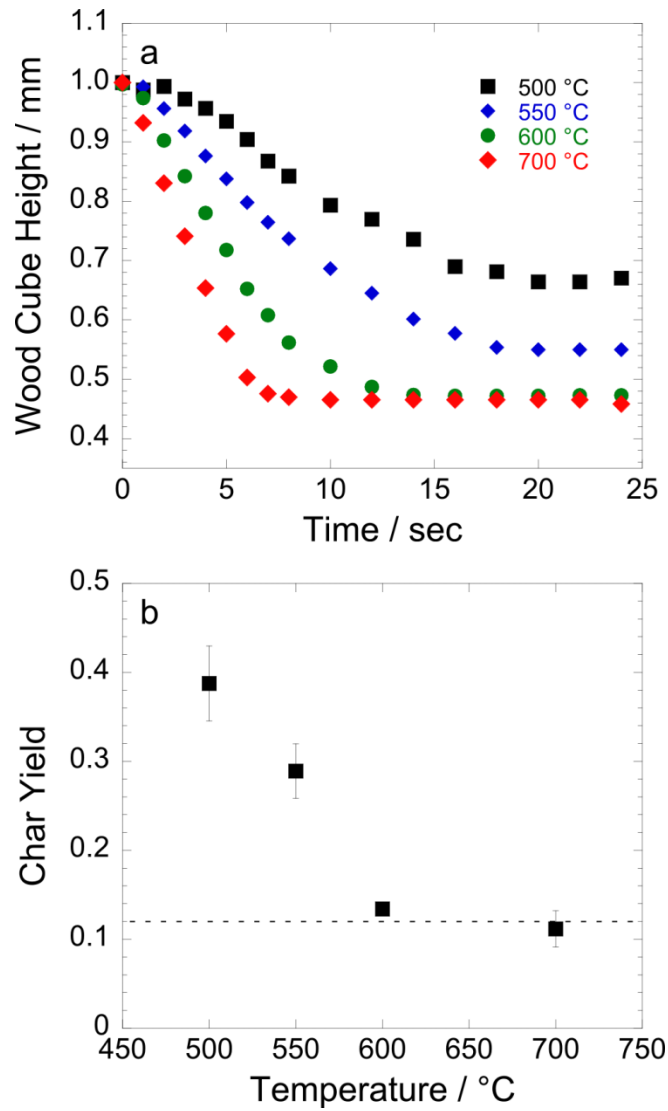 a
500 °C
550 °C
600 °C
700 °C
Wood Cube Height / mm
1.1
1.0
0.9
0.8
0.7
0.6
0.5
0.4
0 5 10 15 20 25
Time / sec
b
Char Yield
0.5
0.4
0.3
0.2
0.1
0
450 500 550 600 650 700 750
Temperature / °C